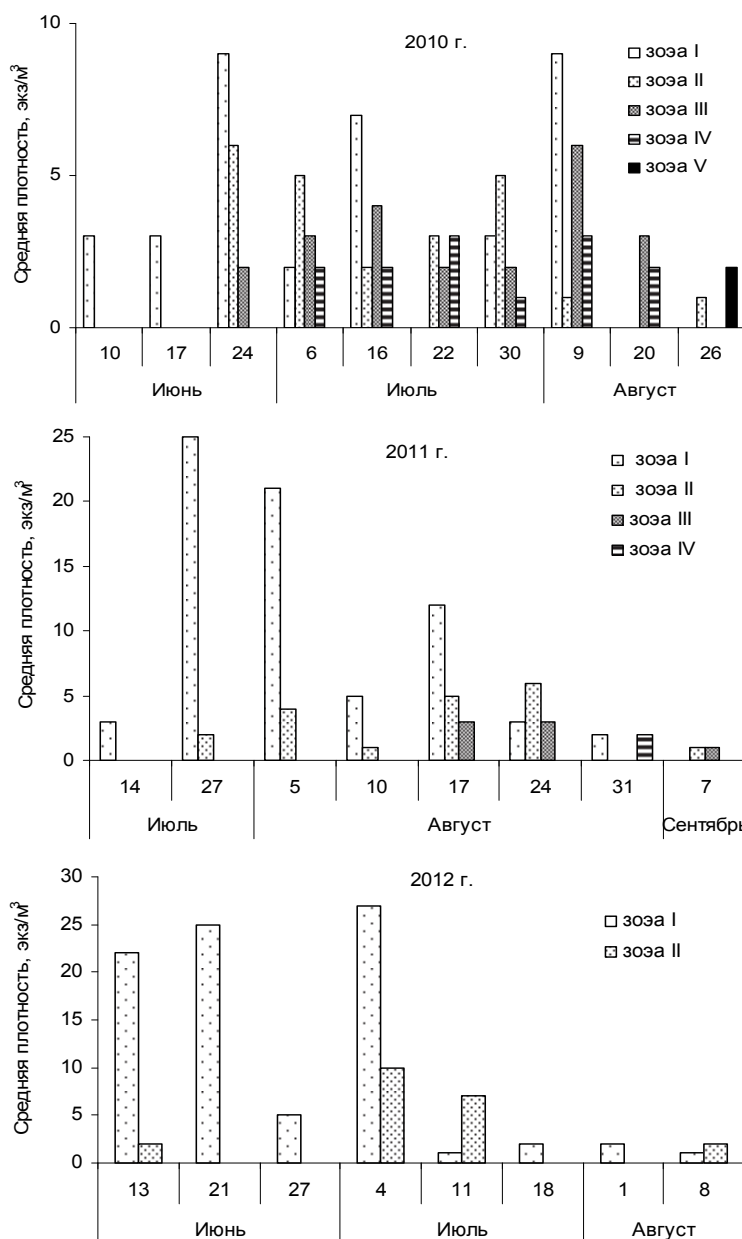 2010 г.
Средняя плотность, экз/м³
10
5
0
зоэа I
зоэа II
зоэа III
зоэа IV
зоэа V
10 17 24 6 16 22 30 9 20 26
Июнь Июль Август
2011 г.
Средняя плотность, экз/м³
25
20
15
10
5
0
зоэа I
зоэа II
зоэа III
зоэа IV
14 27 5 10 17 24 31 7
Июль Август Сентябрь
2012 г.
Средняя плотность, экз/м³
30
25
20
15
10
5
0
зоэа I
зоэа II
13 21 27 4 11 18 1 8
Июнь Июль Август